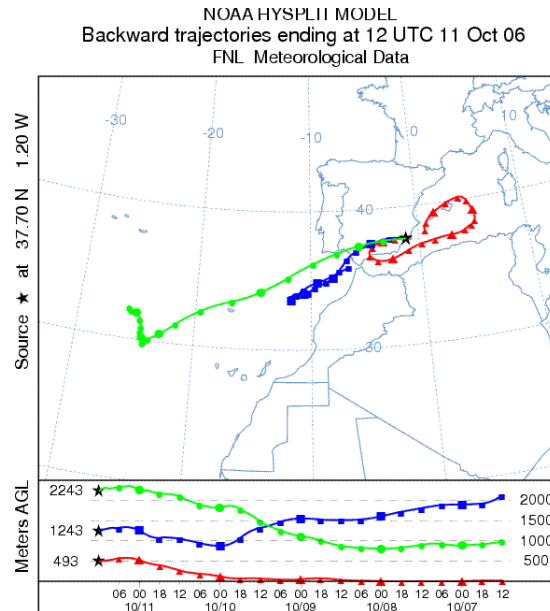 NOAA HYSPLIT MODEL
Backward trajectories ending at 12 UTC 11 Oct 06
FNL Meteorological Data
Source ★ at 37.70 N 1.20 W
-30
-20
-10
0
10
40
30
Meters AGL
2243
1243
493
2000
1500
1000
500
06 00 18 12 06 00 18 12 06 00 18 12 06 00 18 12 06 00 18 12
10/11 10/10 10/09 10/08 10/07